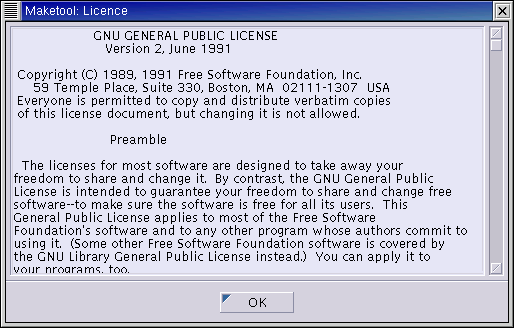 Maketool: Licence
GNU GENERAL PUBLIC LICENSE
Version 2, June 1991
Copyright (C) 1989, 1991 Free Software Foundation, Inc.
59 Temple Place, Suite 330, Boston, MA  02111-1307  USA
Everyone is permitted to copy and distribute verbatim copies
of this license document, but changing it is not allowed.
Preamble
The licenses for most software are designed to take away your
freedom to share and change it.  By contrast, the GNU General Public
License is intended to guarantee your freedom to share and change free
software--to make sure the software is free for all its users.  This
General Public License applies to most of the Free Software
Foundation's software and to any other program whose authors commit to
using it.  (Some other Free Software Foundation software is covered by
the GNU Library General Public License instead.)  You can apply it to
your programs, too.
OK